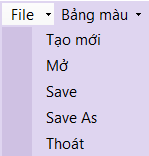 File Bảng màu
Tạo mới
Mở
Save
Save As
Thoát